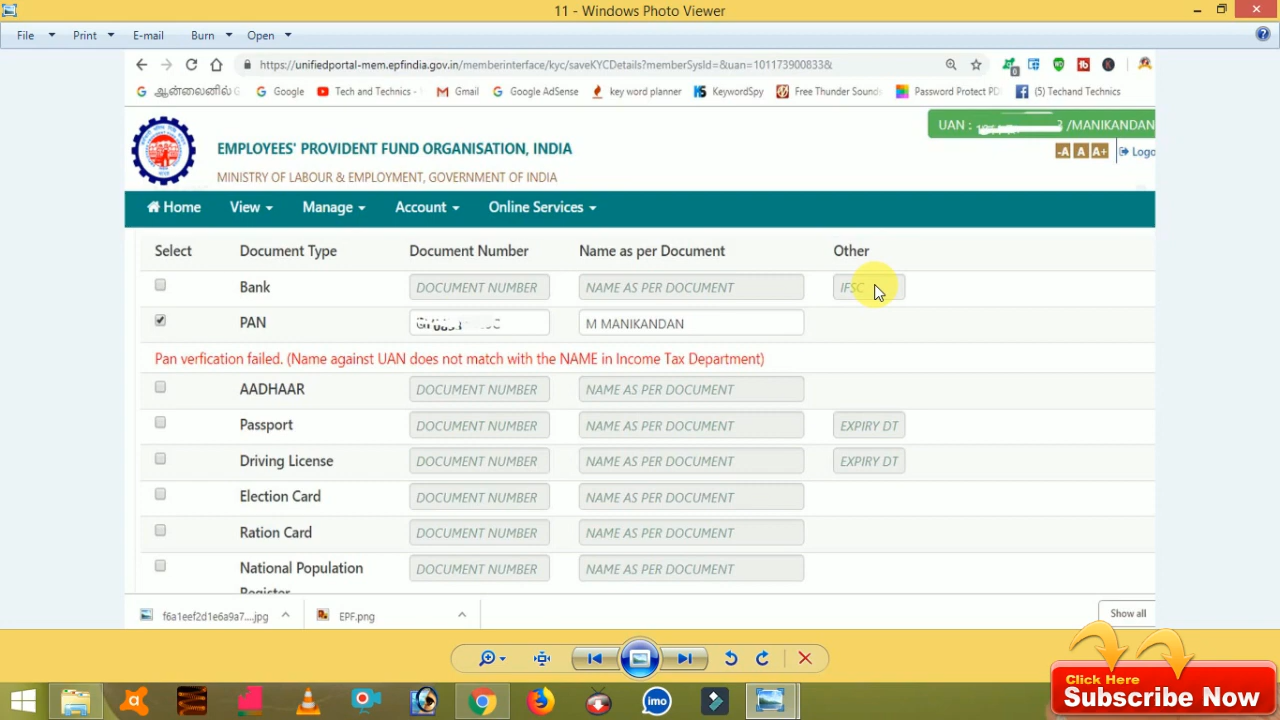 11 - Windows Photo Viewer
File Print E-mail Burn Open
https://unifiedportal-mem.epfindia.gov.in/memberinterface/kyc/saveKYCDetails?memberSysId=&uan=101173900833&
ஆன்லைனில் G Google Tech and Technics - Gmail Google AdSense key word planner KeywordSpy Free Thunder Sound Password Protect PD (5) Techand Technics
UAN : 3 /MANIKANDAN
EMPLOYEES' PROVIDENT FUND ORGANISATION, INDIA
-A A A+ Logo
MINISTRY OF LABOUR & EMPLOYMENT, GOVERNMENT OF INDIA
Home View Manage Account Online Services
Select Document Type Document Number Name as per Document Other
Bank DOCUMENT NUMBER NAME AS PER DOCUMENT IFSC
PAN M MANIKANDAN
Pan verfication failed. (Name against UAN does not match with the NAME in Income Tax Department)
AADHAAR DOCUMENT NUMBER NAME AS PER DOCUMENT
Passport DOCUMENT NUMBER NAME AS PER DOCUMENT EXPIRY DT
Driving License DOCUMENT NUMBER NAME AS PER DOCUMENT EXPIRY DT
Election Card DOCUMENT NUMBER NAME AS PER DOCUMENT
Ration Card DOCUMENT NUMBER NAME AS PER DOCUMENT
National Population DOCUMENT NUMBER NAME AS PER DOCUMENT
Register
f6a1eef2d1e6a9a7....jpg EPF.png Show all
Click Here
Subscribe Now
imo